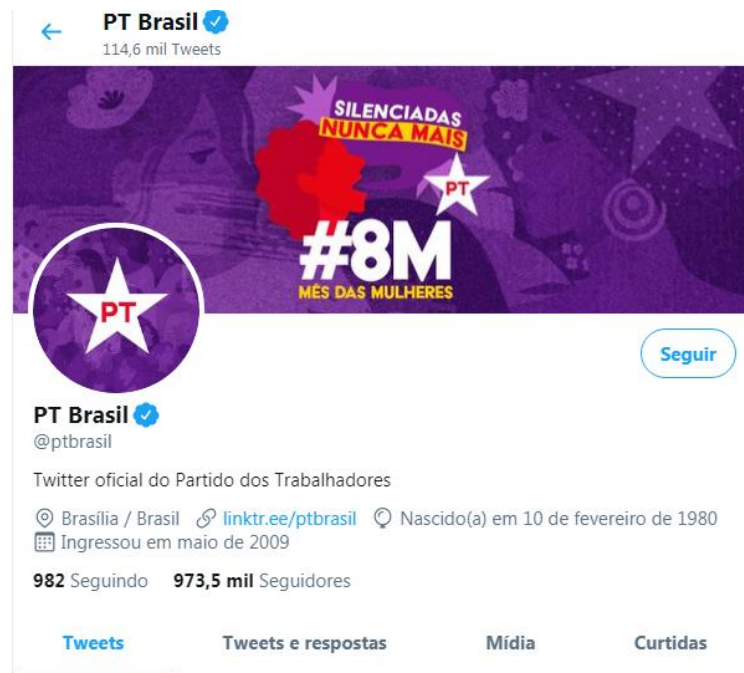 PT Brasil
114,6 mil Tweets
SILENCIADAS
NUNCA MAIS
PT
#8M
MÊS DAS MULHERES
PT
Seguir
PT Brasil
@ptbrasil
Twitter oficial do Partido dos Trabalhadores
Brasília / Brasil linktr.ee/ptbrasil Nascido(a) em 10 de fevereiro de 1980
Ingressou em maio de 2009
982 Seguindo 973,5 mil Seguidores
Tweets Tweets e respostas Mídia Curtidas